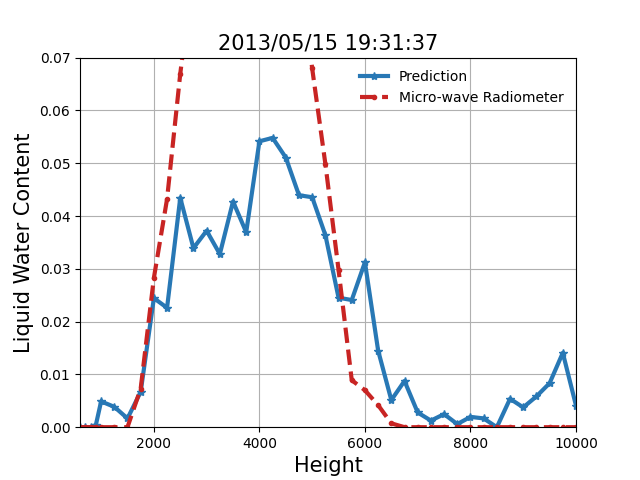 2013/05/15 19:31:37
Liquid Water Content
0.07
0.06
0.05
0.04
0.03
0.02
0.01
0.00
Prediction
Micro-wave Radiometer
2000 4000 6000 8000 10000
Height